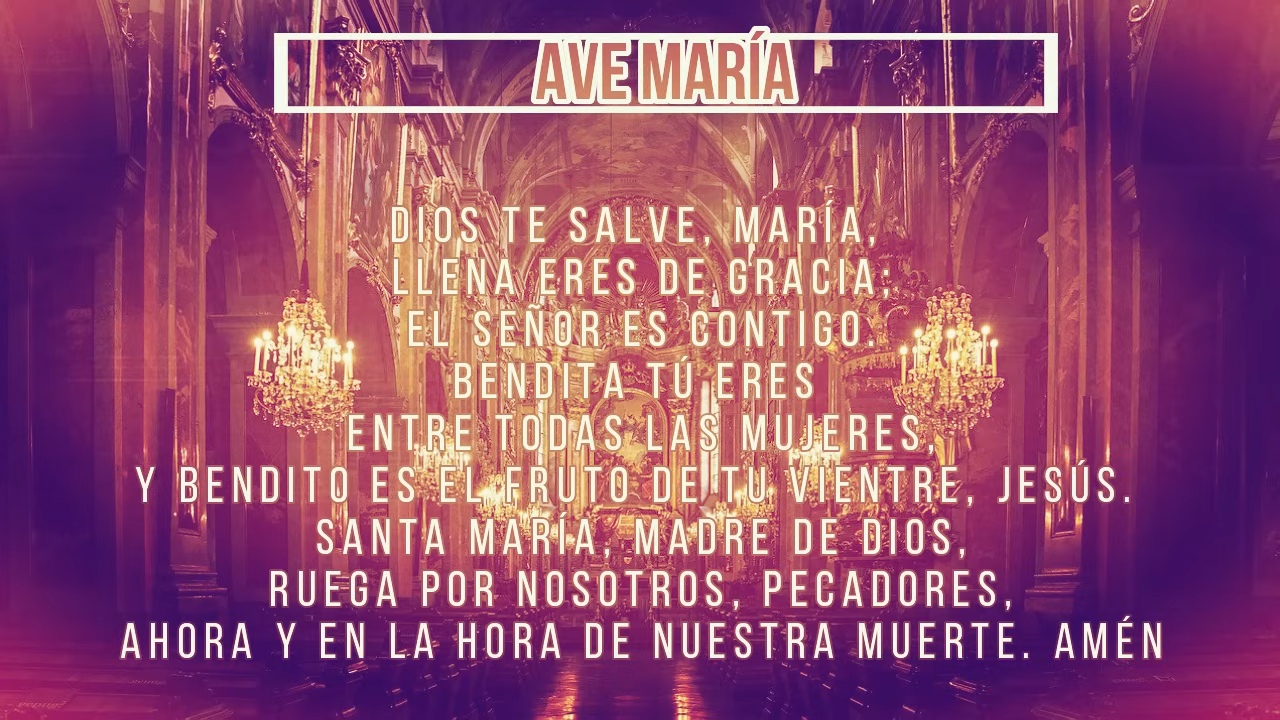 AVE MARÍA
DIOS TE SALVE, MARÍA,
LLENA ERES DE GRACIA;
EL SEÑOR ES CONTIGO.
BENDITA TÚ ERES
ENTRE TODAS LAS MUJERES,
Y BENDITO ES EL FRUTO DE TU VIENTRE, JESÚS.
SANTA MARÍA, MADRE DE DIOS,
RUEGA POR NOSOTROS, PECADORES,
AHORA Y EN LA HORA DE NUESTRA MUERTE. AMÉN